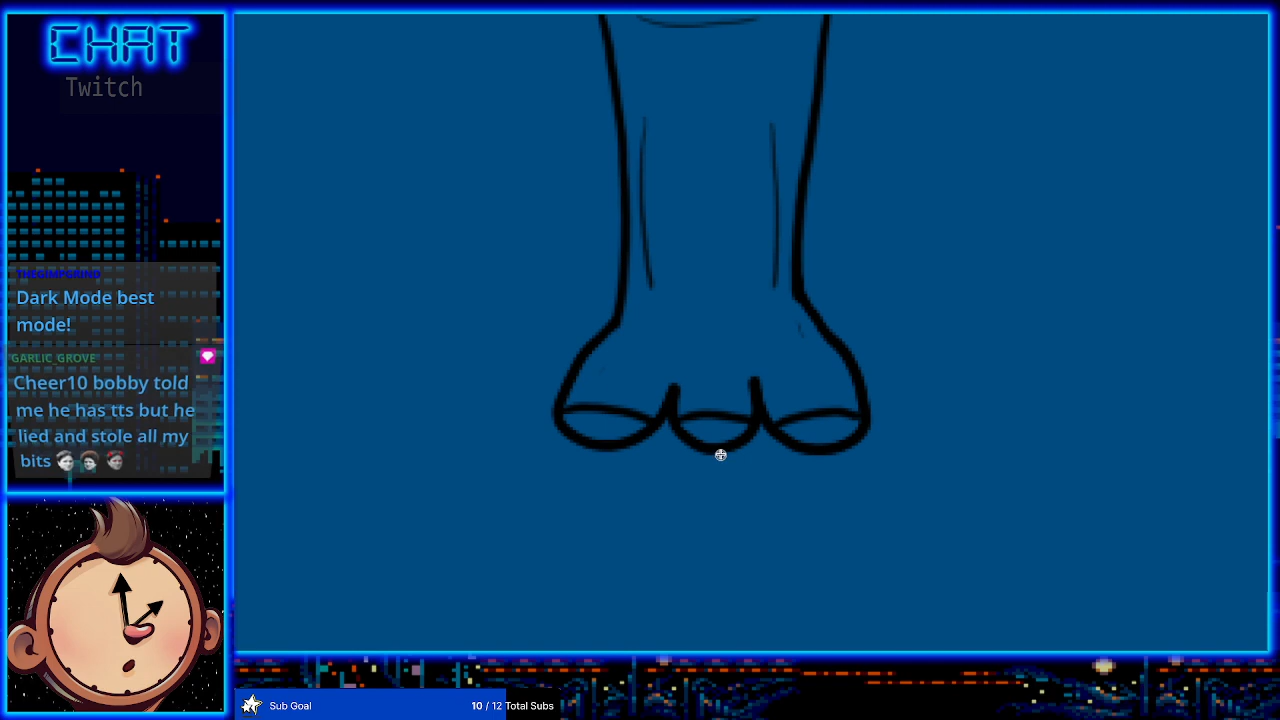 CHAT
Twitch
THEGIMPGRIND
Dark Mode best
mode!
GARLIC_GROVE
Cheer10 bobby told
me he has tts but he
lied and stole all my
bits
Sub Goal
10 / 12 Total Subs